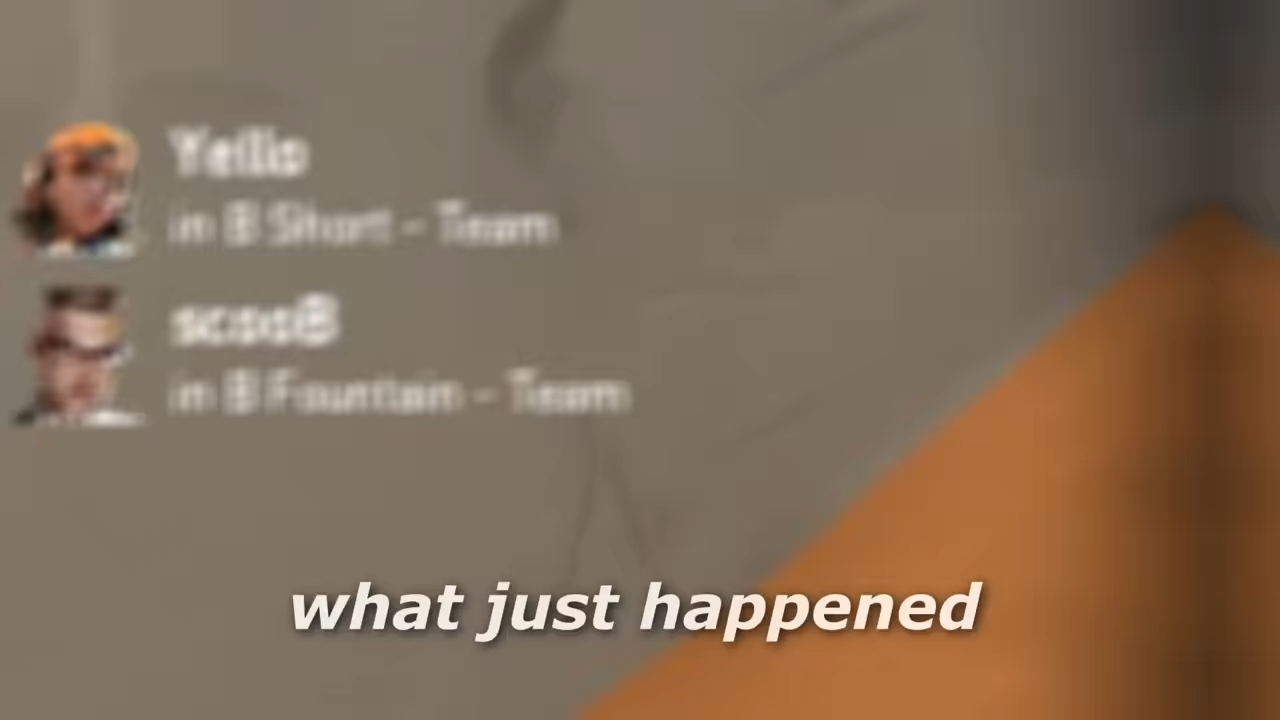 Yello
in B Short - Team
in B Fountain - Team
what just happened